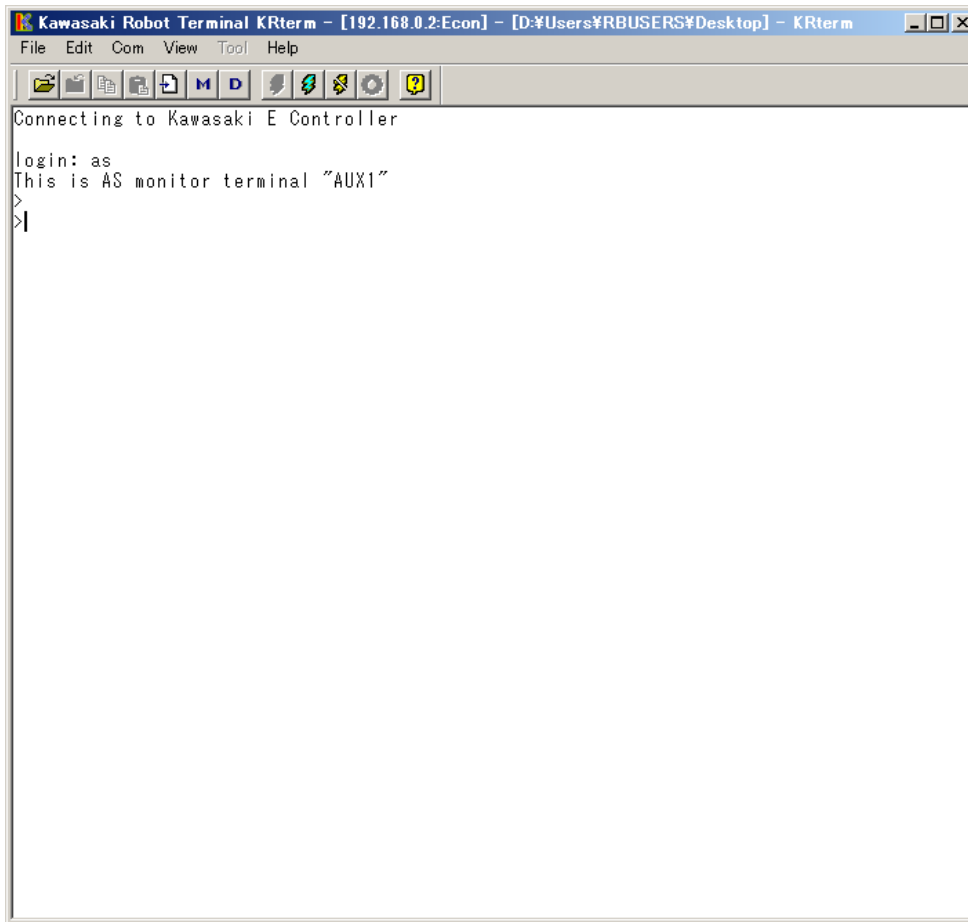 Kawasaki Robot Terminal KRterm - [192.168.0.2:Econ] - [D:¥Users¥RBUSERS¥Desktop] - KRterm
File Edit Com View Tool Help
M D
Connecting to Kawasaki E Controller
login: as
This is AS monitor terminal "AUX1"
>
>